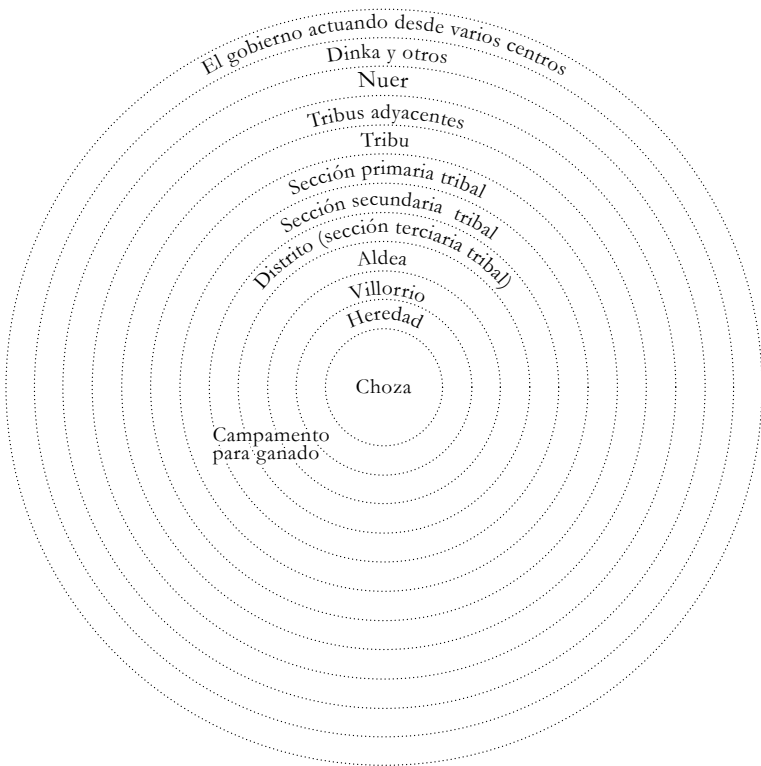 El gobierno actuando desde varios centros
Dinka y otros
Nuer
Tribus adyacentes
Tribu
Sección primaria tribal
Sección secundaria tribal
Distrito (sección terciaria tribal)
Aldea
Villorrio
Heredad
Choza
Campamento
para ganado